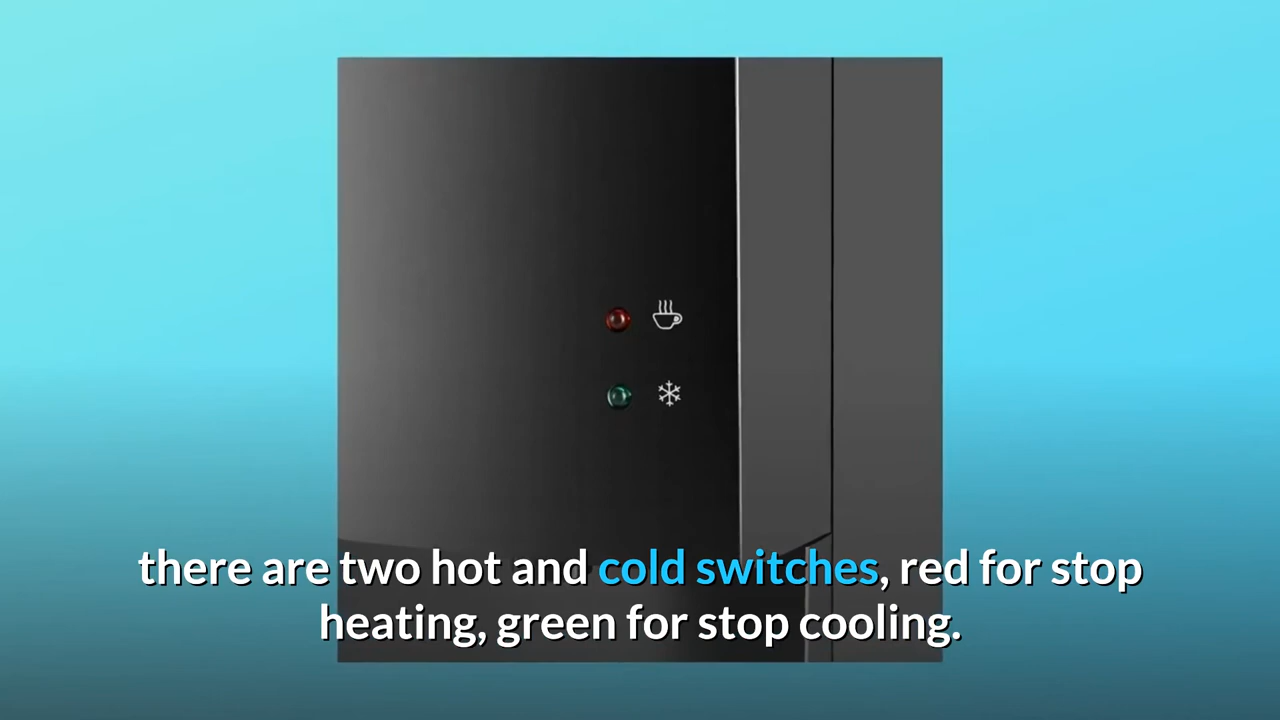 there are two hot and cold switches, red for stop
heating, green for stop cooling.